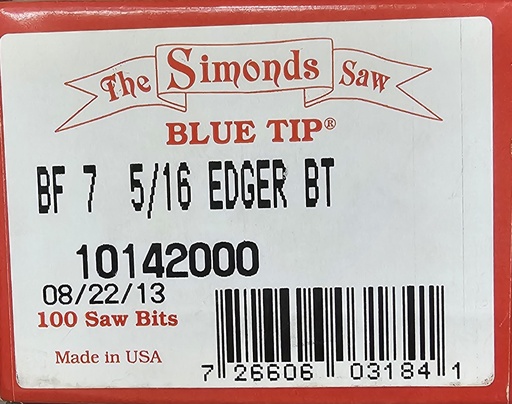 The Simonds Saw
BLUE TIP®
BF 7 5/16 EDGER BT
10142000
08/22/13
100 Saw Bits
Made in USA
7 26606 03184 1